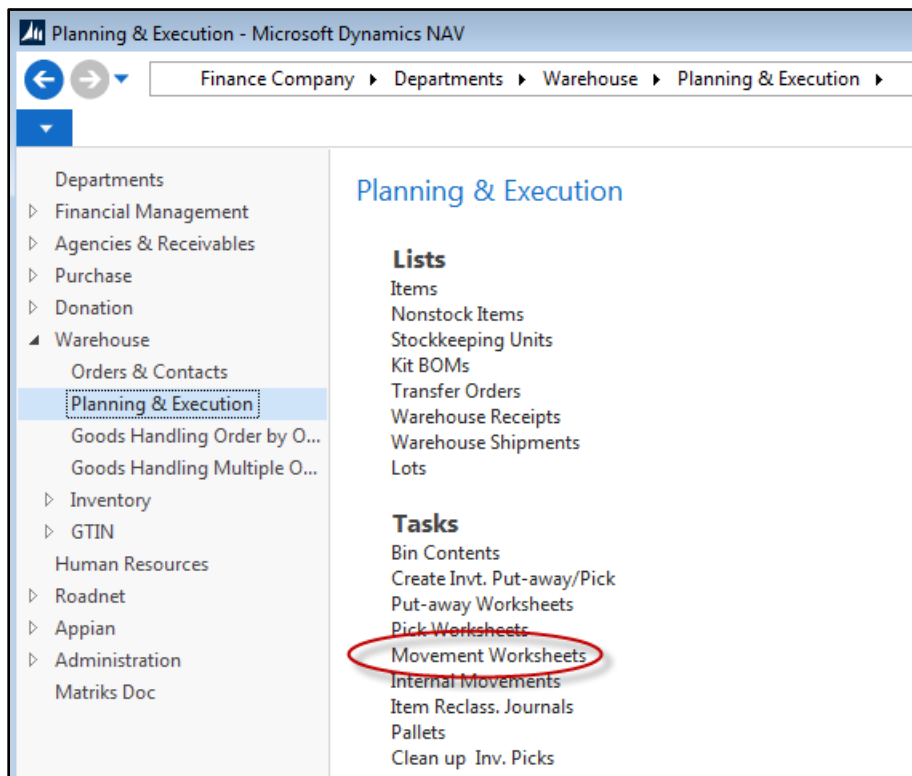 Planning & Execution - Microsoft Dynamics NAV
Finance Company Departments Warehouse Planning & Execution
Departments
Financial Management
Agencies & Receivables
Purchase
Donation
Warehouse
Orders & Contacts
Planning & Execution
Goods Handling Order by O...
Goods Handling Multiple O...
Inventory
GTIN
Human Resources
Roadnet
Appian
Administration
Matriks Doc
Planning & Execution
Lists
Items
Nonstock Items
Stockkeeping Units
Kit BOMs
Transfer Orders
Warehouse Receipts
Warehouse Shipments
Lots
Tasks
Bin Contents
Create Invt. Put-away/Pick
Put-away Worksheets
Pick Worksheets
Movement Worksheets
Internal Movements
Item Reclass. Journals
Pallets
Clean up Inv. Picks